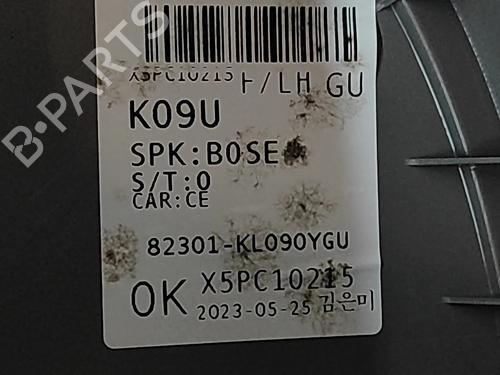 X5PC10215 F/LH GU
K09U
SPK:BOSE
S/T:0
CAR:CE
82301-KL090YGU
OK X5PC10215
2023-05-25 김은미
B-PARTS